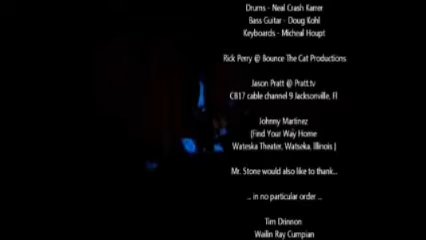 Drums - Neal Crash Karrer
Bass Guitar - Doug Kohl
Keyboards - Micheal Houpt
Rick Perry @ Bounce The Cat Productions
Jason Pratt @ Pratt.tv
CB17 cable channel 9 Jacksonville, Fl
Johnny Martinez
[Find Your Way Home
Wateska Theater, Watseka, Illinois ]
Mr. Stone would also like to thank...
... in no particular order ...
Tim Drinnon
Wailin Ray Cumpian